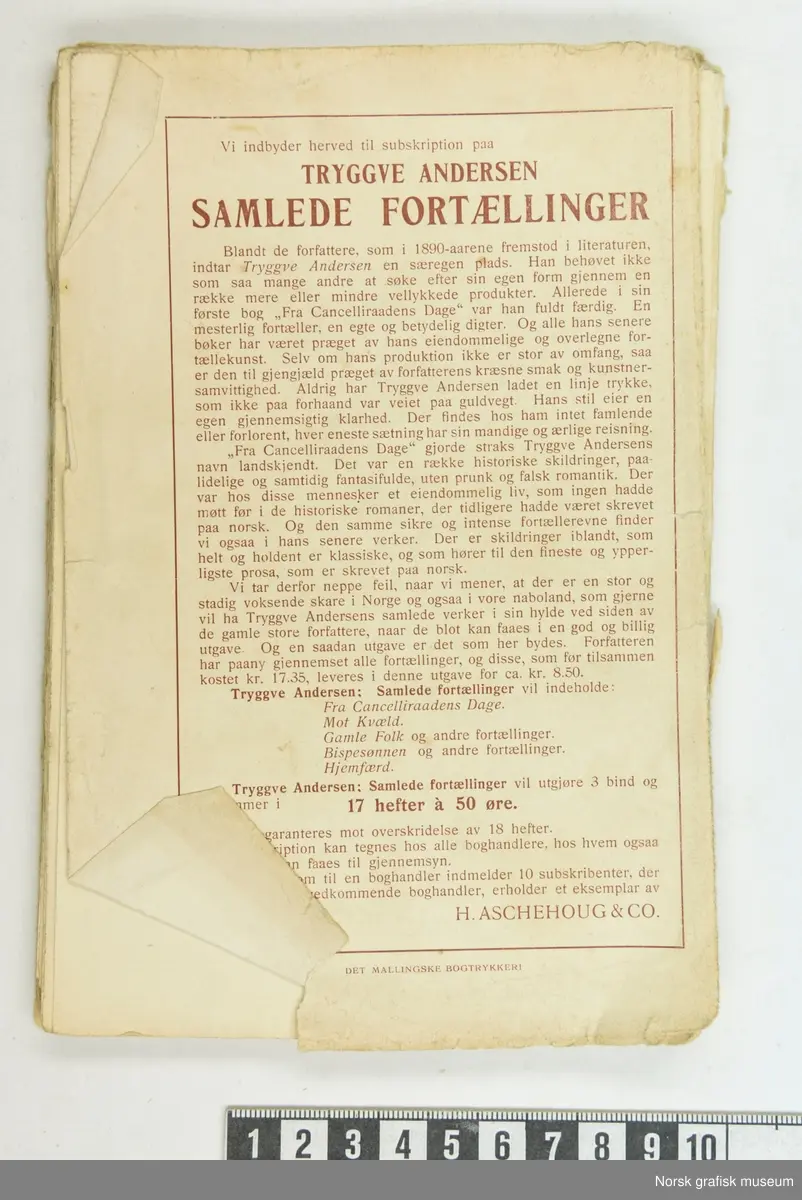 Vi indbyder herved til subskription paa
TRYGGVE ANDERSEN
SAMLEDE FORTÆLLINGER
Blandt de forfattere, som i 1890-aarene fremstod i literaturen,
indtar Tryggve Andersen en særegen plads. Han behøvet ikke
som saa mange andre at søke efter sin egen form gjennem en
række mere eller mindre vellykkede produkter. Allerede i sin
første bog „Fra Cancelliraadens Dage“ var han fuldt færdig. En
mesterlig fortæller, en egte og betydelig digter. Og alle hans senere
bøker har været præget av hans eiendommelige og overlegne for-
tællekunst. Selv om hans produktion ikke er stor av omfang, saa
er den til gjengjæld præget av forfatterens kræsne smak og kunstner-
samvittighed. Aldrig har Tryggve Andersen ladet en linje trykke,
som ikke paa forhaand var veiet paa guldvegt. Hans stil eier en
egen gjennemsigtig klarhed. Der findes hos ham intet famlende
eller forlorent, hver eneste sætning har sin mandige og ærlige reisning.
„Fra Cancelliraadens Dage“ gjorde straks Tryggve Andersens
navn landskjendt. Det var en række historiske skildringer, paa-
lidelige og samtidig fantasifulde, uten prunk og falsk romantik. Der
var hos disse mennesker et eiendommelig liv, som ingen hadde
møtt før i de historiske romaner, der tidligere hadde været skrevet
paa norsk. Og den samme sikre og intense fortællerevne finder
vi ogsaa i hans senere verker. Der er skildringer iblandt, som
helt og holdent er klassiske, og som hører til den fineste og ypper-
ligste prosa, som er skrevet paa norsk.
Vi tar derfor neppe feil, naar vi mener, at der er en stor og
stadig voksende skare i Norge og ogsaa i vore naboland, som gjerne
vil ha Tryggve Andersens samlede verker i sin hylde ved siden av
de gamle store forfattere, naar de blot kan faaes i en god og billig
utgave. Og en saadan utgave er det som her bydes. Forfatteren
har paany gjennemset alle fortællinger, og disse, som før tilsammen
kostet kr. 17.35, leveres i denne utgave for ca. kr. 8.50.
Tryggve Andersen: Samlede fortællinger vil indeholde:
Fra Cancelliraadens Dage.
Mot Kvæld.
Gamle Folk og andre fortællinger.
Bispesønnen og andre fortællinger.
Hjemfærd.
Tryggve Andersen: Samlede fortællinger vil utgjøre 3 bind og
mmer i 17 hefter à 50 øre.
garanteres mot overskridelse av 18 hefter.
ription kan tegnes hos alle boghandlere, hos hvem ogsaa
an faaes til gjennemsyn.
om til en boghandler indmelder 10 subskribenter, der
vedkommende boghandler, erholder et eksemplar av
H. ASCHEHOUG & CO.
DET MALLINGSKE BOGTRYKKERI
1 2 3 4 5 6 7 8 9 10
Norsk grafisk museum